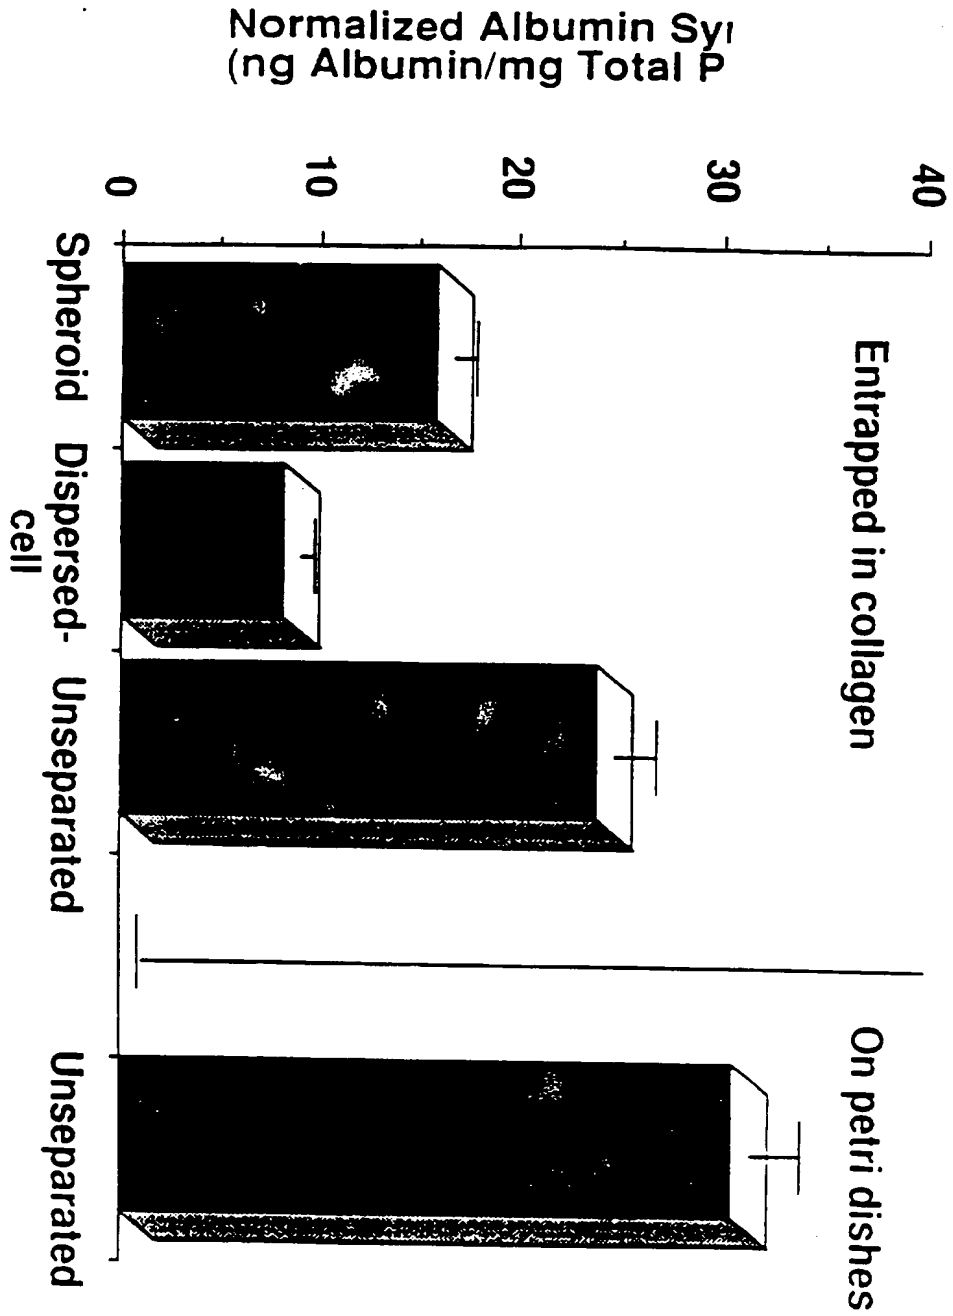 Normalized Albumin Sy
(ng Albumin/mg Total P
40
30
20
10
0
Entrapped in collagen
On petri dishes
Spheroid
Dispersed-
cell
Unseparated
Unseparated